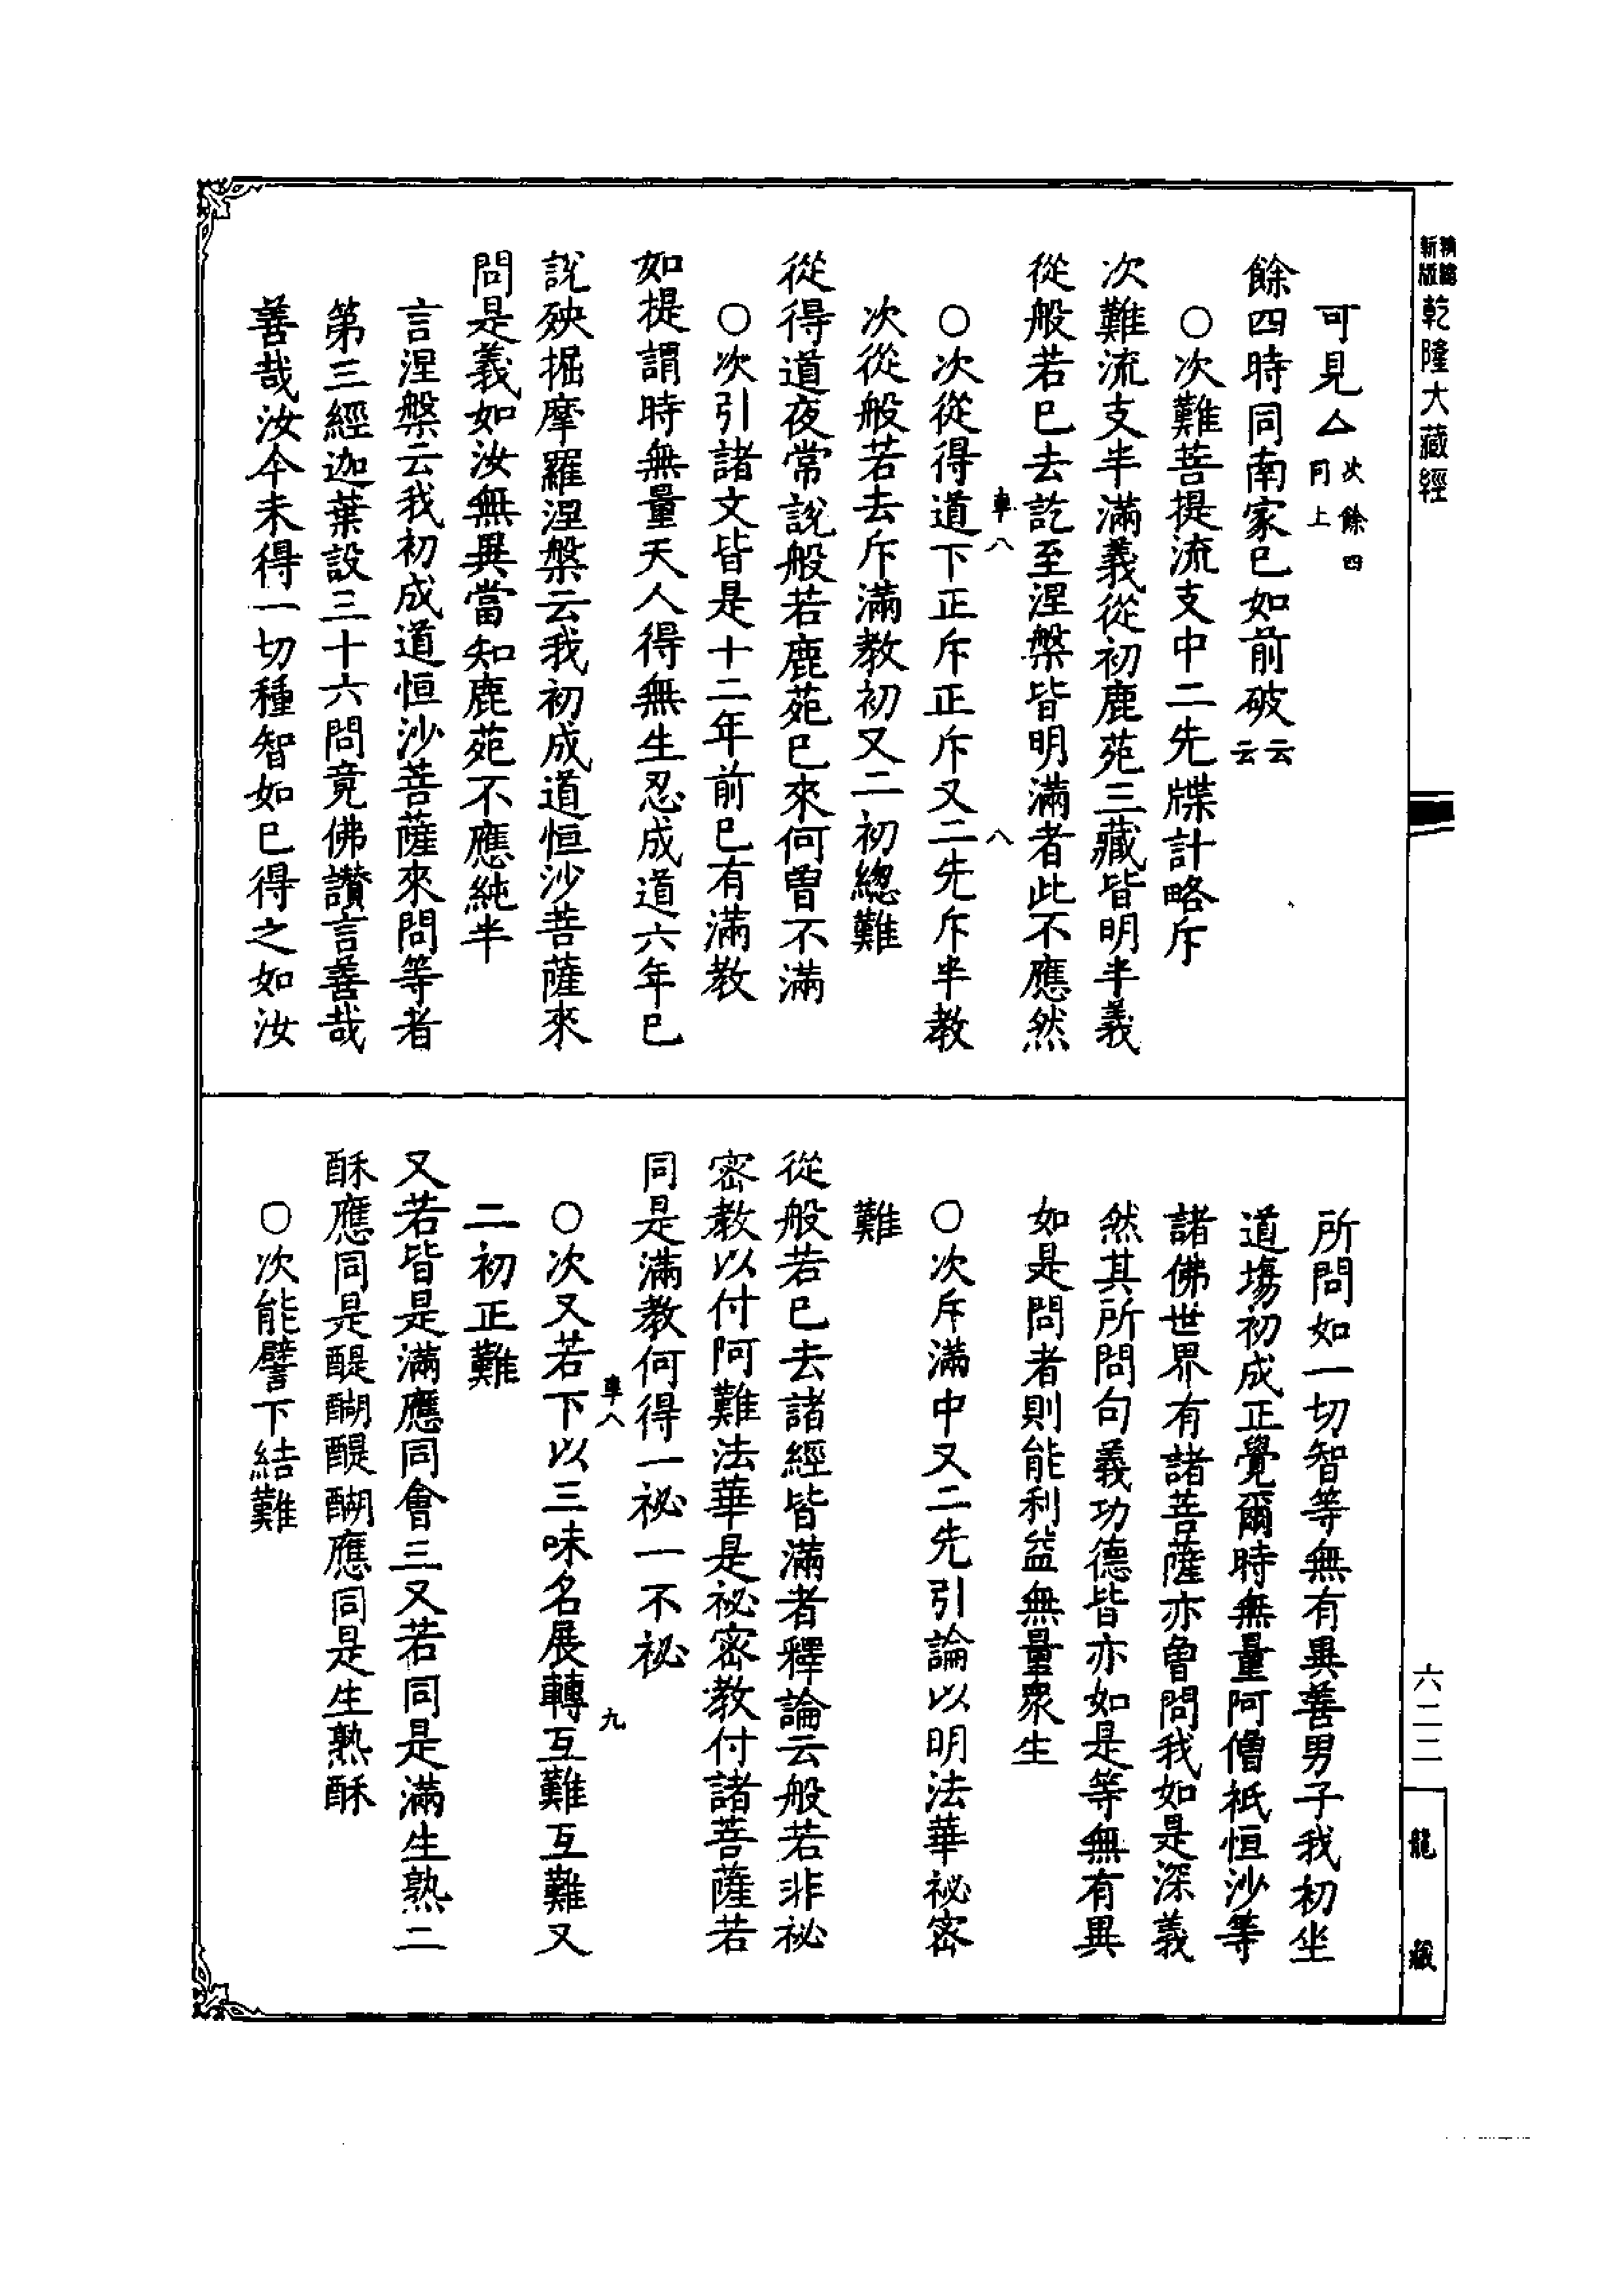 新版
精縮
乾隆大藏經
六二二
龍藏
可見△次餘四同上
餘四時同南家已如前破云云
○次難菩提流支中二先牒計略斥
次難流支半滿義從初鹿苑三藏皆明半義
從般若已去訖至涅槃皆明滿者此不應然
車八
八
○次從得道下正斥正斥又二先斥半教
次從般若去斥滿教初又二初總難
從得道夜常說般若鹿苑已來何曾不滿
○次引諸文皆是十二年前已有滿教
如提謂時無量天人得無生忍成道六年已
說殃掘摩羅涅槃云我初成道恒沙菩薩來
問是義如汝無異當知鹿苑不應純半
言涅槃云我初成道恒沙菩薩來問等者
第三經迦葉設三十六問竟佛讚言善哉
善哉汝今未得一切種智如已得之如汝
所問如一切智等無有異善男子我初坐
道場初成正覺爾時無量阿僧祇恒沙等
諸佛世界有諸菩薩亦曾問我如是深義
然其所問句義功德皆亦如是等無有異
如是問者則能利益無量眾生
○次斥滿中又二先引論以明法華祕密
難
從般若已去諸經皆滿者釋論云般若非祕
密教以付阿難法華是祕密教付諸菩薩若
同是滿教何得一祕一不祕
車八
九
○次又若下以三味名展轉互難互難又
二初正難
又若皆是滿應同會三又若同是滿生熟二
酥應同是醍醐醍醐應同是生熟酥
○次能譬下結難